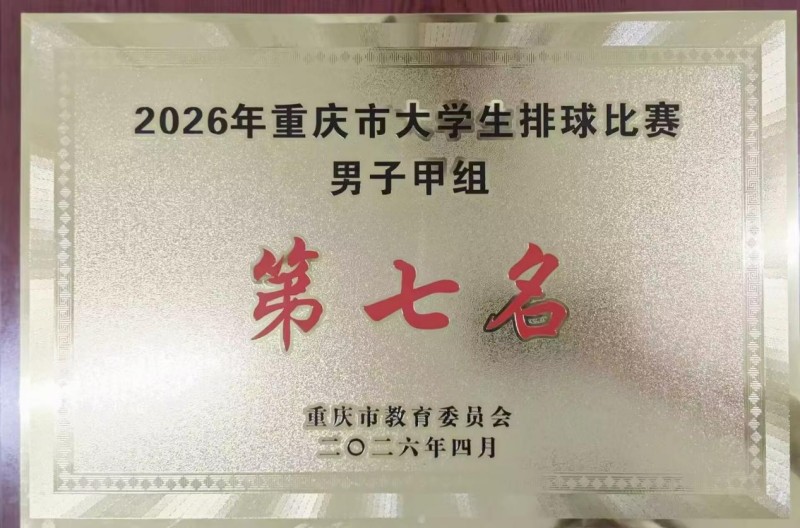 2026年重庆市大学生排球比赛
男子甲组
第七名
重庆市教育委员会
二〇二六年四月